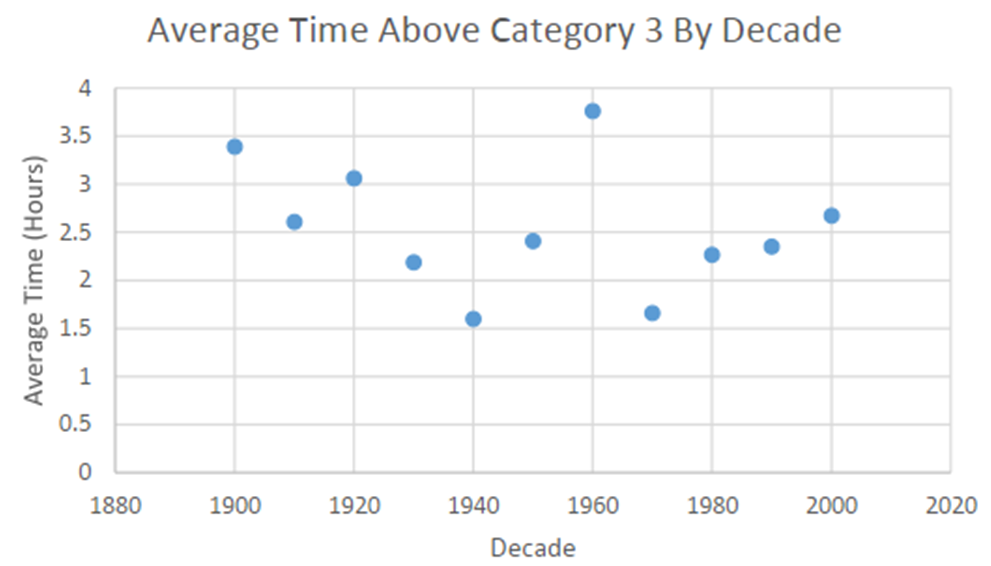 Average Time Above Category 3 By Decade
4
3.5
3
2.5
2
1.5
1
0.5
0
Average Time (Hours)
1880 1900 1920 1940 1960 1980 2000 2020
Decade